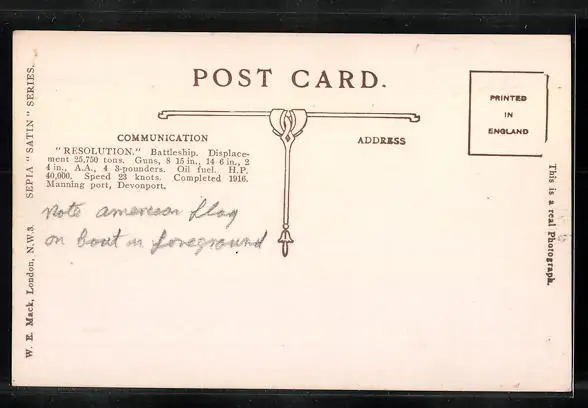 POST CARD.
PRINTED
IN
ENGLAND
COMMUNICATION
ADDRESS
"RESOLUTION." Battleship. Displace-
ment 25,750 tons. Guns, 8 15 in., 14 6 in., 2
4 in., A.A., 4 3-pounders. Oil fuel. H.P.
40,000. Speed 23 knots. Completed 1916.
Manning port, Devonport.
Note american flag
on boat in foreground
W. E. Mack, London, N.W.3. SEPIA "SATIN" SERIES.
This is a real Photograph.